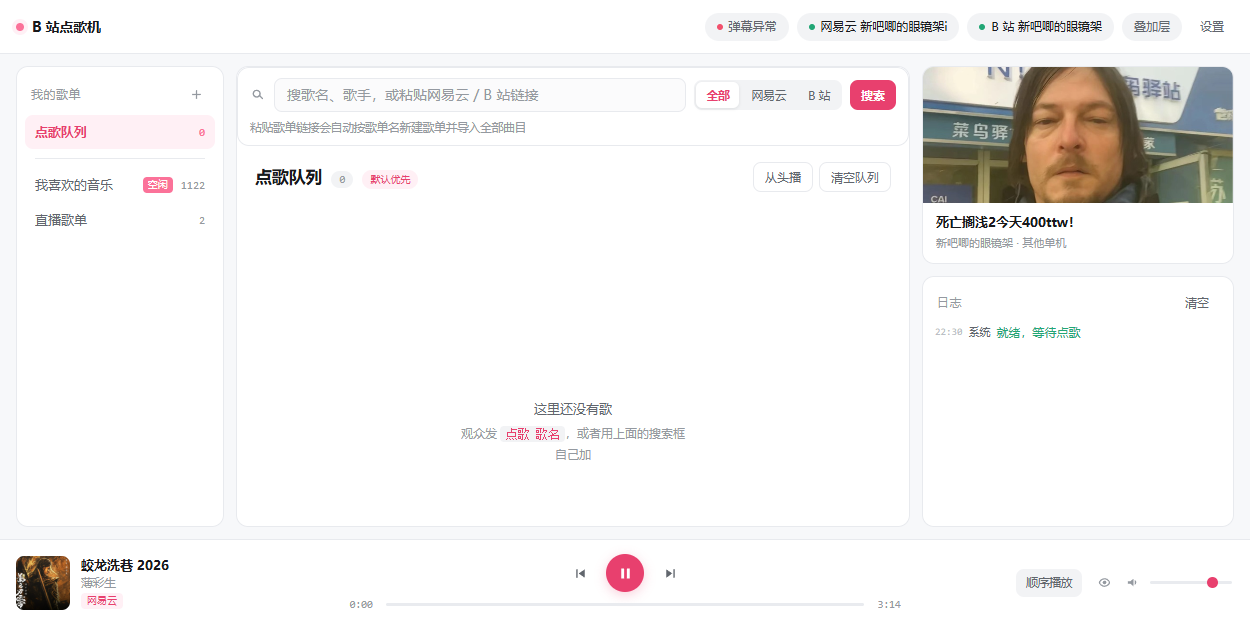 B 站点歌机
弹幕异常
网易云 新吧唧的眼镜架i
B 站 新吧唧的眼镜架
叠加层
设置
我的歌单
点歌队列 0
我喜欢的音乐 空闲 1122
直播歌单 2
搜歌名、歌手，或粘贴网易云 / B 站链接
全部
网易云
B 站
搜索
粘贴歌单链接会自动按歌单名新建歌单并导入全部曲目
点歌队列 0 默认优先
从头播
清空队列
这里还没有歌
观众发 点歌 歌名 ，或者用上面的搜索框
自己加
鸟驿站
菜鸟驿
家
苏
CAI
死亡搁浅2今天400ttw!
新吧唧的眼镜架 · 其他单机
日志
清空
22:30 系统 就绪，等待点歌
蛟龙洗巷 2026
薄彩生
网易云
0:00
3:14
顺序播放